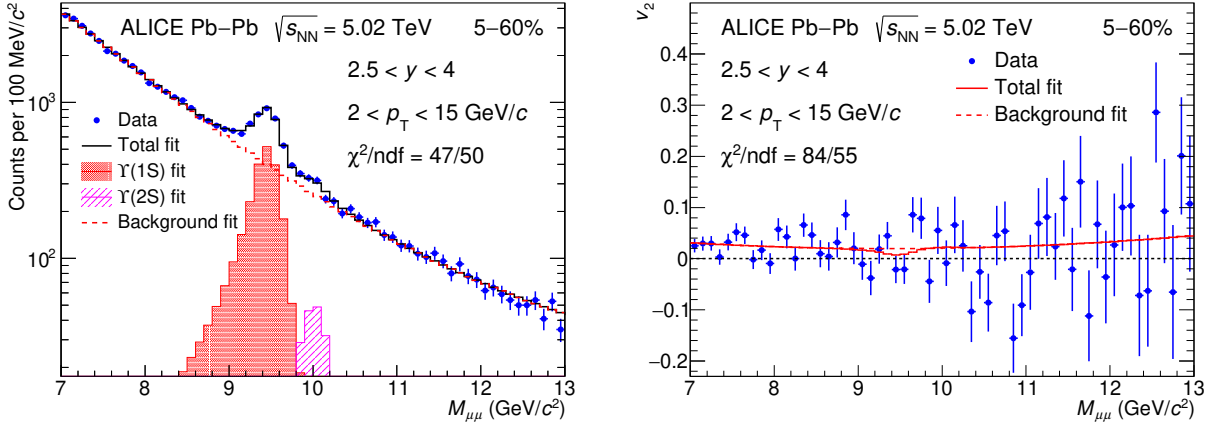 ALICE Pb−Pb √sNN = 5.02 TeV 5−60%
2.5 < y < 4
2 < pT < 15 GeV/c
χ²/ndf = 47/50
Data
Total fit
ϒ(1S) fit
ϒ(2S) fit
Background fit
Counts per 100 MeV/c²
10³
10²
7 8 9 10 11 12 13
Mμμ (GeV/c²)
v₂
ALICE Pb−Pb √sNN = 5.02 TeV 5−60%
2.5 < y < 4
2 < pT < 15 GeV/c
χ²/ndf = 84/55
Data
Total fit
Background fit
0.4
0.3
0.2
0.1
0
−0.1
−0.2
7 8 9 10 11 12 13
Mμμ (GeV/c²)